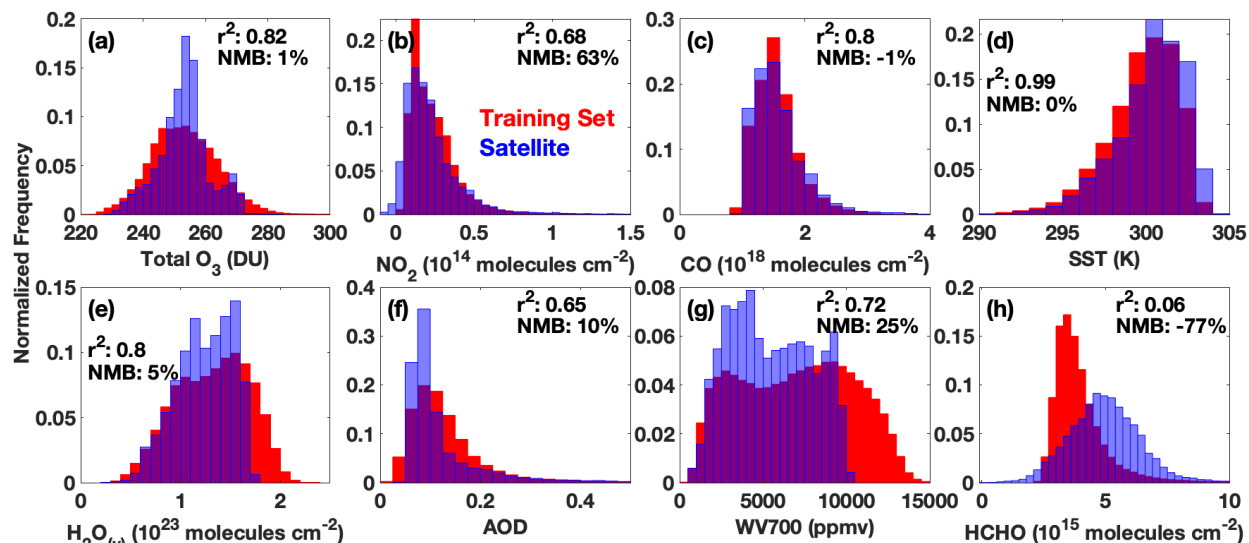 0.2
(a)
r²: 0.82
NMB: 1%
0.15
0.1
0.05
0
220 240 260 280 300
Total O₃ (DU)
0.2
(b)
r²: 0.68
NMB: 63%
0.15
Training Set
Satellite
0.1
0.05
0
0 0.5 1 1.5
NO₂ (10¹⁴ molecules cm⁻²)
0.3
(c)
r²: 0.8
NMB: -1%
0.2
0.1
0
0 2 4
CO (10¹⁸ molecules cm⁻²)
0.2
(d)
0.15
r²: 0.99
NMB: 0%
0.1
0.05
0
290 295 300 305
SST (K)
Normalized Frequency
0.15
(e)
r²: 0.8
NMB: 5%
0.1
0.05
0
0 1 2
H₂O₍ᵥ₎ (10²³ molecules cm⁻²)
0.4
(f)
r²: 0.65
NMB: 10%
0.3
0.2
0.1
0
0 0.2 0.4
AOD
0.08
(g)
r²: 0.72
NMB: 25%
0.06
0.04
0.02
0
0 5000 10000 15000
WV700 (ppmv)
0.2
(h)
r²: 0.06
NMB: -77%
0.15
0.1
0.05
0
0 5 10
HCHO (10¹⁵ molecules cm⁻²)